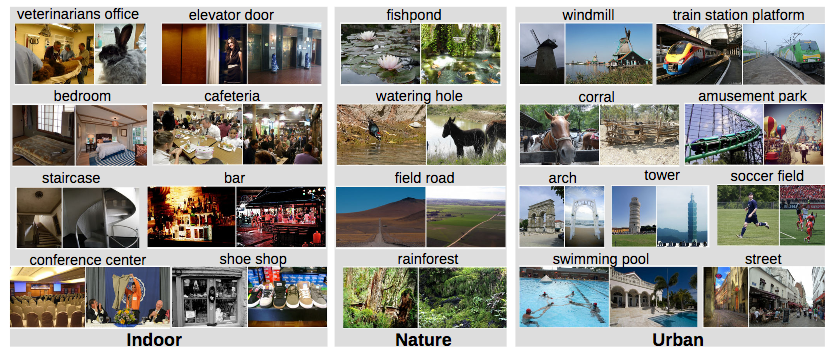 veterinarians office
elevator door
bedroom
cafeteria
staircase
bar
conference center
shoe shop
Indoor
fishpond
watering hole
field road
rainforest
Nature
windmill
train station platform
corral
amusement park
arch
tower
soccer field
swimming pool
street
Urban